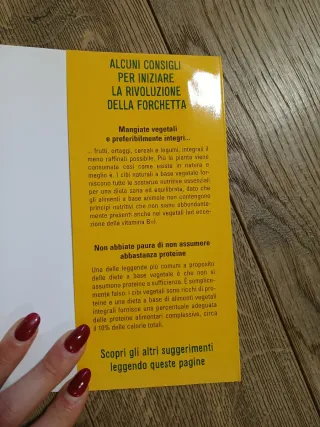 ALCUNI CONSIGLI
PER INIZIARE
LA RIVOLUZIONE
DELLA FORCHETTA
Mangiate vegetali
e preferibilmente integri...
... frutti, ortaggi, cereali e legumi, integrali il
meno raffinati possibile. Più la pianta viene
consumata così come esiste in natura e
meglio è. I cibi naturali a base vegetale for-
niscono tutte le sostanze nutritive essenziali
per una dieta sana ed equilibrata, dato che
gli alimenti a base animale non contengono
principi nutritivi che non siano abbondante-
mente presenti anche nei vegetali (ad ecce-
zione della vitamina B12).
Non abbiate paura di non assumere
abbastanza proteine
Una delle leggende più comuni a proposito
delle diete a base vegetale è che non si
assumono proteine a sufficienza. È semplice-
mente falso: i cibi vegetali sono ricchi di pro-
teine e una dieta a base di alimenti vegetali
integrali fornisce una percentuale adeguata
delle proteine alimentari complessive, circa
il 10% delle calorie totali.
Scopri gli altri suggerimenti
leggendo queste pagine